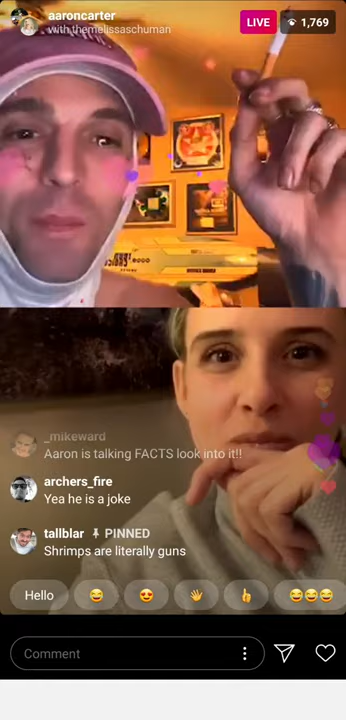 aaroncarter
with themelissaschuman
LIVE
1,769
_mikeward
Aaron is talking FACTS look into it!!
archers_fire
Yea he is a joke
tallblar PINNED
Shrimps are literally guns
Hello
Comment